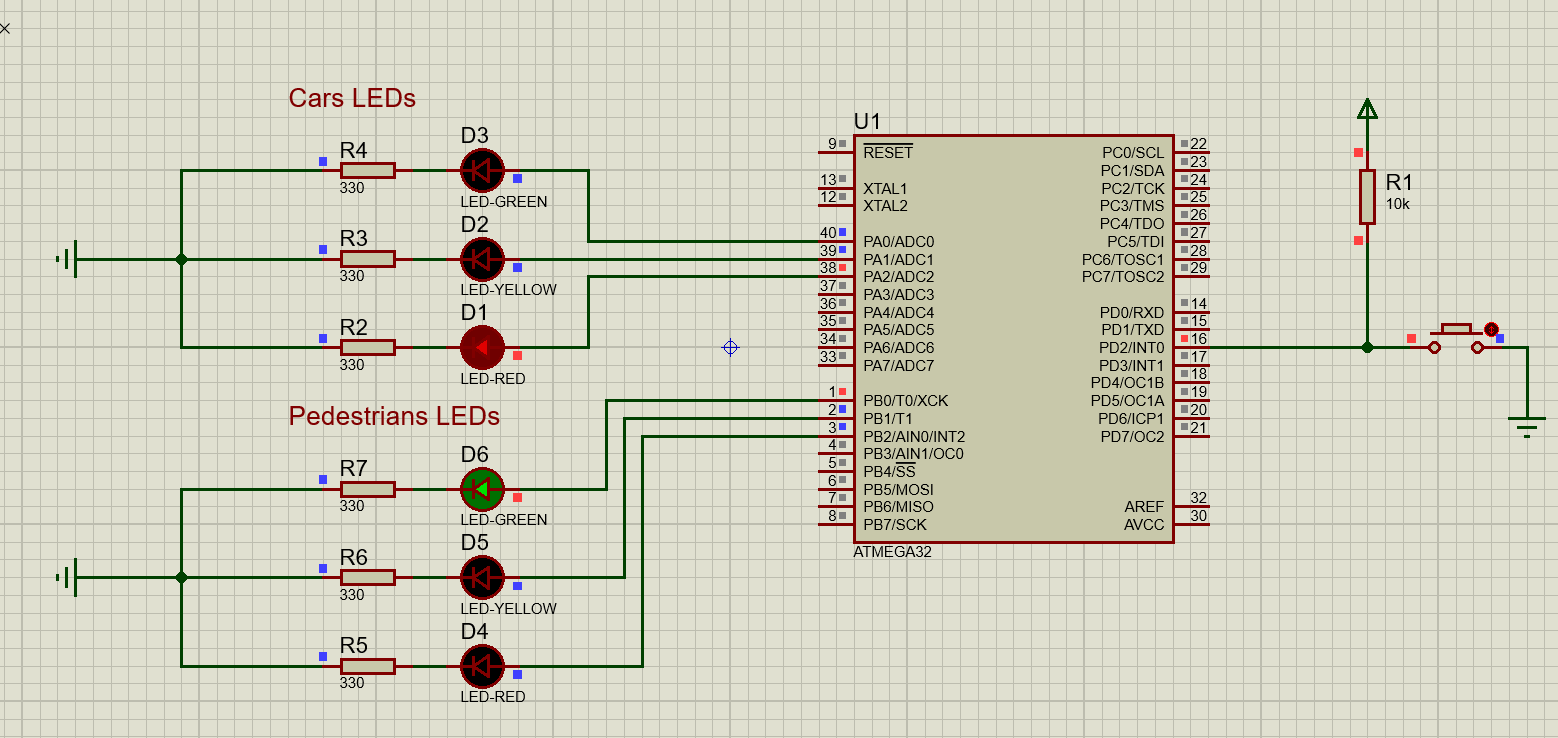 Cars LEDs
R4
330
D3
LED-GREEN
R3
330
D2
LED-YELLOW
R2
330
D1
LED-RED
Pedestrians LEDs
R7
330
D6
LED-GREEN
R6
330
D5
LED-YELLOW
R5
330
D4
LED-RED
U1
9 RESET
13 XTAL1
12 XTAL2
40 PA0/ADC0
39 PA1/ADC1
38 PA2/ADC2
37 PA3/ADC3
36 PA4/ADC4
35 PA5/ADC5
34 PA6/ADC6
33 PA7/ADC7
1 PB0/T0/XCK
2 PB1/T1
3 PB2/AIN0/INT2
4 PB3/AIN1/OC0
5 PB4/SS
6 PB5/MOSI
7 PB6/MISO
8 PB7/SCK
PC0/SCL 22
PC1/SDA 23
PC2/TCK 24
PC3/TMS 25
PC4/TDO 26
PC5/TDI 27
PC6/TOSC1 28
PC7/TOSC2 29
PD0/RXD 14
PD1/TXD 15
PD2/INT0 16
PD3/INT1 17
PD4/OC1B 18
PD5/OC1A 19
PD6/ICP1 20
PD7/OC2 21
AREF 32
AVCC 30
ATMEGA32
R1
10k